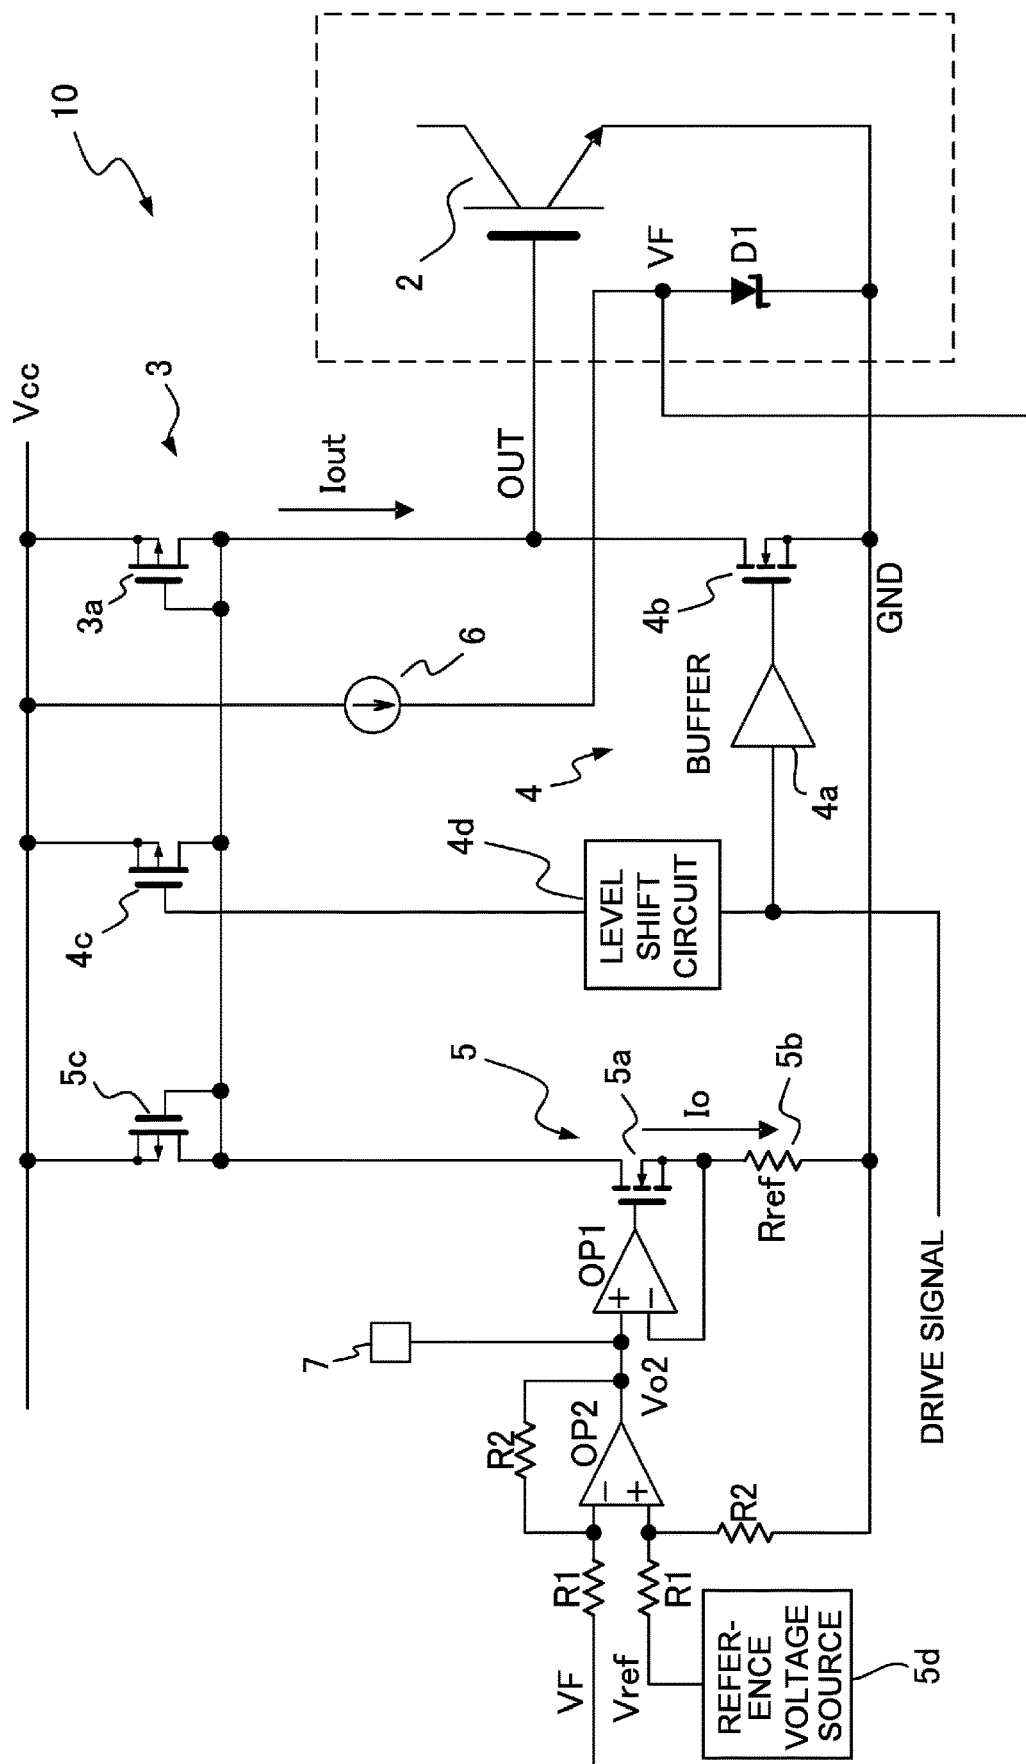 10
Vcc
3
5c
4c
3a
Iout
6
OUT
2
VF
D1
5
4
4d
LEVEL
SHIFT
CIRCUIT
BUFFER
4a
4b
GND
7
R2
OP2
Vo2
OP1
5a
Io
5b
Rref
VF
R1
Vref
R1
R2
REFER-
ENCE
VOLTAGE
SOURCE
5d
DRIVE SIGNAL